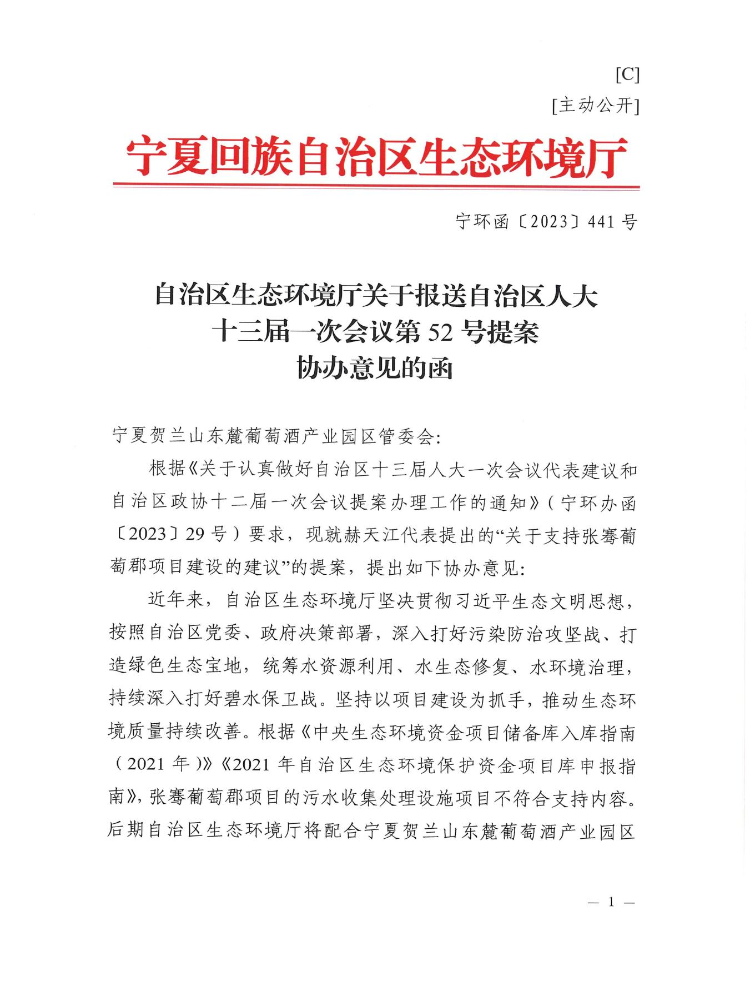 [C]
[主动公开]
宁夏回族自治区生态环境厅
宁环函〔2023〕441 号
自治区生态环境厅关于报送自治区人大
十三届一次会议第 52 号提案
协办意见的函
宁夏贺兰山东麓葡萄酒产业园区管委会:
根据《关于认真做好自治区十三届人大一次会议代表建议和
自治区政协十二届一次会议提案办理工作的通知》(宁环办函
〔2023〕29 号)要求，现就赫天江代表提出的“关于支持张骞葡
萄郡项目建设的建议”的提案，提出如下协办意见:
近年来，自治区生态环境厅坚决贯彻习近平生态文明思想，
按照自治区党委、政府决策部署，深入打好污染防治攻坚战、打
造绿色生态宝地，统筹水资源利用、水生态修复、水环境治理，
持续深入打好碧水保卫战。坚持以项目建设为抓手，推动生态环
境质量持续改善。根据《中央生态环境资金项目储备库入库指南
(2021 年)》《2021 年自治区生态环境保护资金项目库申报指
南》，张骞葡萄郡项目的污水收集处理设施项目不符合支持内容。
后期自治区生态环境厅将配合宁夏贺兰山东麓葡萄酒产业园区
— 1 —